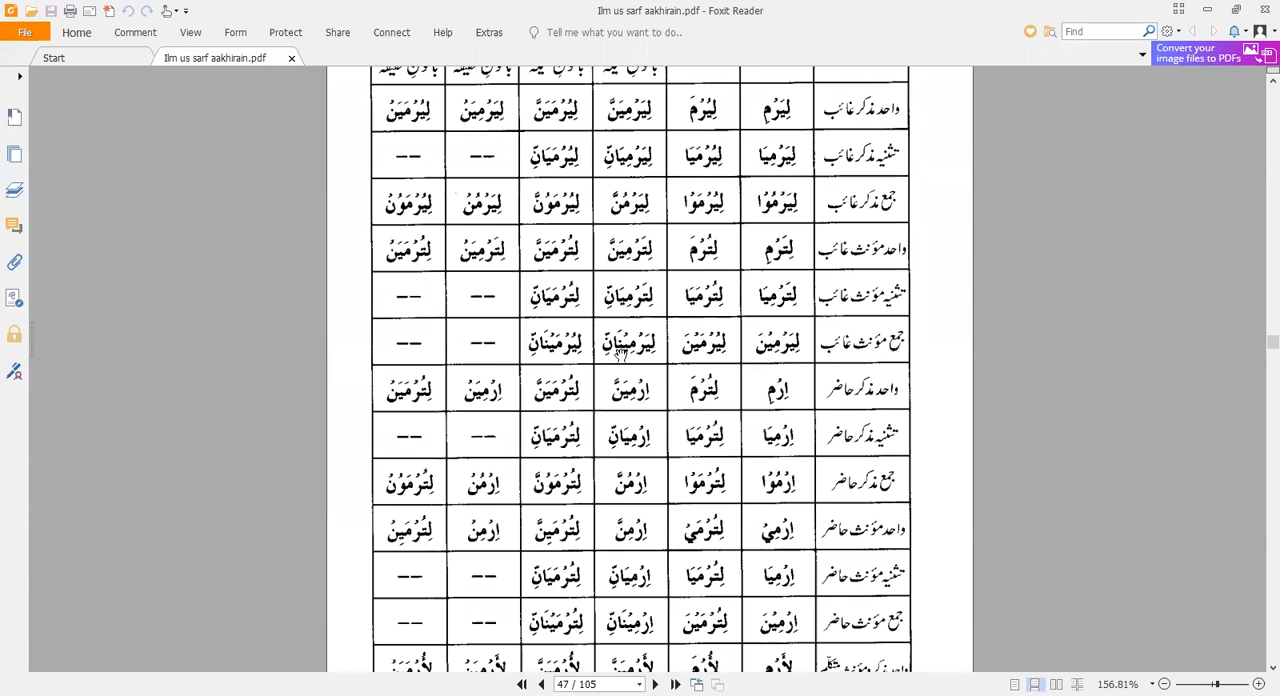 Ilm us sarf aakhirain.pdf - Foxit Reader
File Home Comment View Form Protect Share Connect Help Extras Tell me what you want to do.. Find
Start Ilm us sarf aakhirain.pdf Convert your image files to PDFs
واحد مذکر غائب لِيَرْمِ لِيُرْمَ لِيَرْمِيَنَّ لِيُرْمَيَنَّ لِيَرْمِيَنْ لِيُرْمَيَنْ
تثنیہ مذکر غائب لِيَرْمِيَا لِيُرْمَيَا لِيَرْمِيَانِّ لِيُرْمَيَانِّ -- --
جمع مذکر غائب لِيَرْمُوْا لِيُرْمَوْا لِيَرْمُنَّ لِيُرْمَوُنَّ لِيَرْمُنْ لِيُرْمَوُنْ
واحد مؤنث غائب لِتَرْمِ لِتُرْمَ لِتَرْمِيَنَّ لِتُرْمَيَنَّ لِتَرْمِيَنْ لِتُرْمَيَنْ
تثنیہ مؤنث غائب لِتَرْمِيَا لِتُرْمَيَا لِتَرْمِيَانِّ لِتُرْمَيَانِّ -- --
جمع مؤنث غائب لِيَرْمِيْنَ لِيُرْمَيْنَ لِيَرْمِيْنَانِّ لِيُرْمَيْنَانِّ -- --
واحد مذکر حاضر اِرْمِ لِتُرْمَ اِرْمِيَنَّ لِتُرْمَيَنَّ اِرْمِيَنْ لِتُرْمَيَنْ
تثنیہ مذکر حاضر اِرْمِيَا لِتُرْمَيَا اِرْمِيَانِّ لِتُرْمَيَانِّ -- --
جمع مذکر حاضر اِرْمُوْا لِتُرْمَوْا اِرْمُنَّ لِتُرْمَوُنَّ اِرْمُنْ لِتُرْمَوُنْ
واحد مؤنث حاضر اِرْمِيْ لِتُرْمَيْ اِرْمِنَّ لِتُرْمَيِنَّ اِرْمِنْ لِتُرْمَيِنْ
تثنیہ مؤنث حاضر اِرْمِيَا لِتُرْمَيَا اِرْمِيَانِّ لِتُرْمَيَانِّ -- --
جمع مؤنث حاضر اِرْمِيْنَ لِتُرْمَيْنَ اِرْمِيْنَانِّ لِتُرْمَيْنَانِّ -- --
47 / 105 156.81%